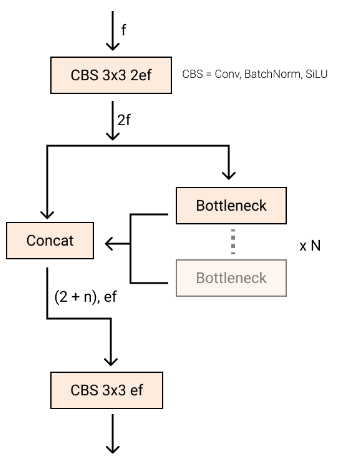 f
CBS 3x3 2ef
CBS = Conv, BatchNorm, SiLU
2f
Bottleneck
Concat
x N
Bottleneck
(2 + n), ef
CBS 3x3 ef